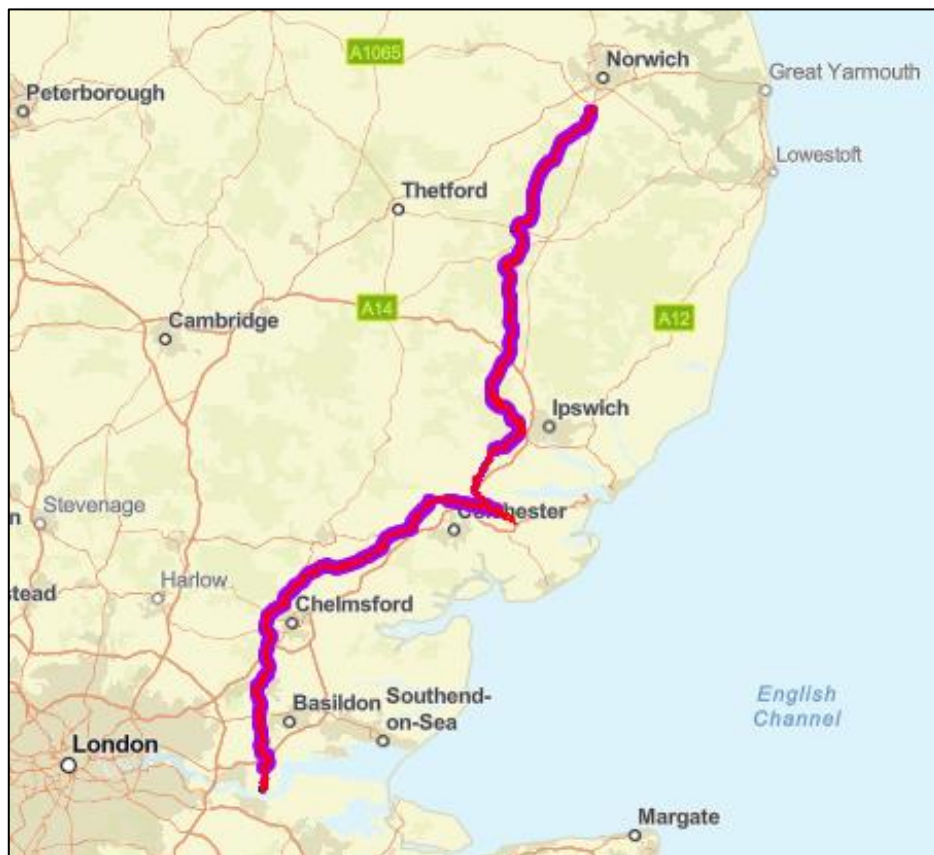 A1065
Norwich
Great Yarmouth
Peterborough
Lowestoft
Thetford
A14
A12
Cambridge
Ipswich
Stevenage
n
Colchester
Harlow
stead
Chelmsford
Basildon
Southend-
on-Sea
English
Channel
London
Margate